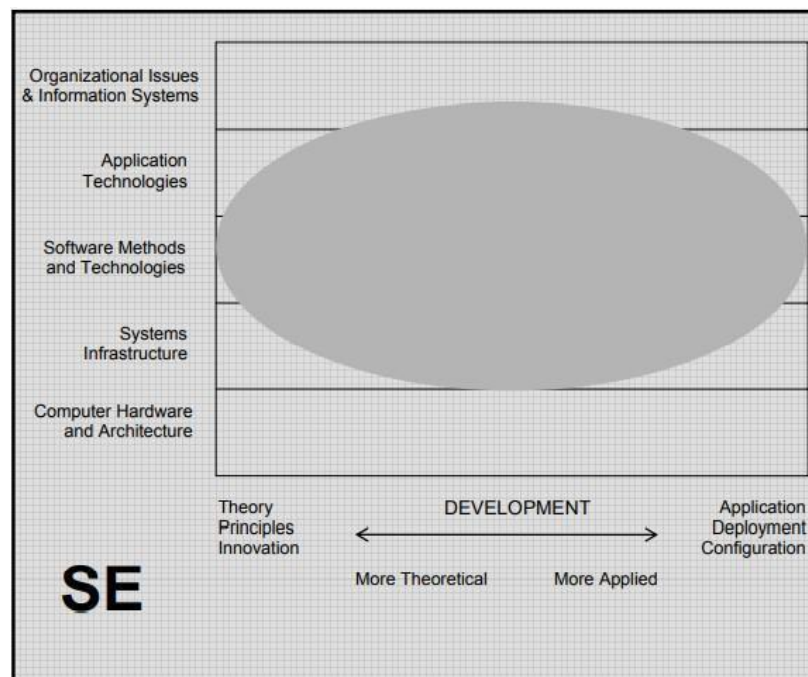 Organizational Issues
& Information Systems
Application
Technologies
Software Methods
and Technologies
Systems
Infrastructure
Computer Hardware
and Architecture
Theory
Principles
Innovation
DEVELOPMENT
Application
Deployment
Configuration
More Theoretical
More Applied
SE